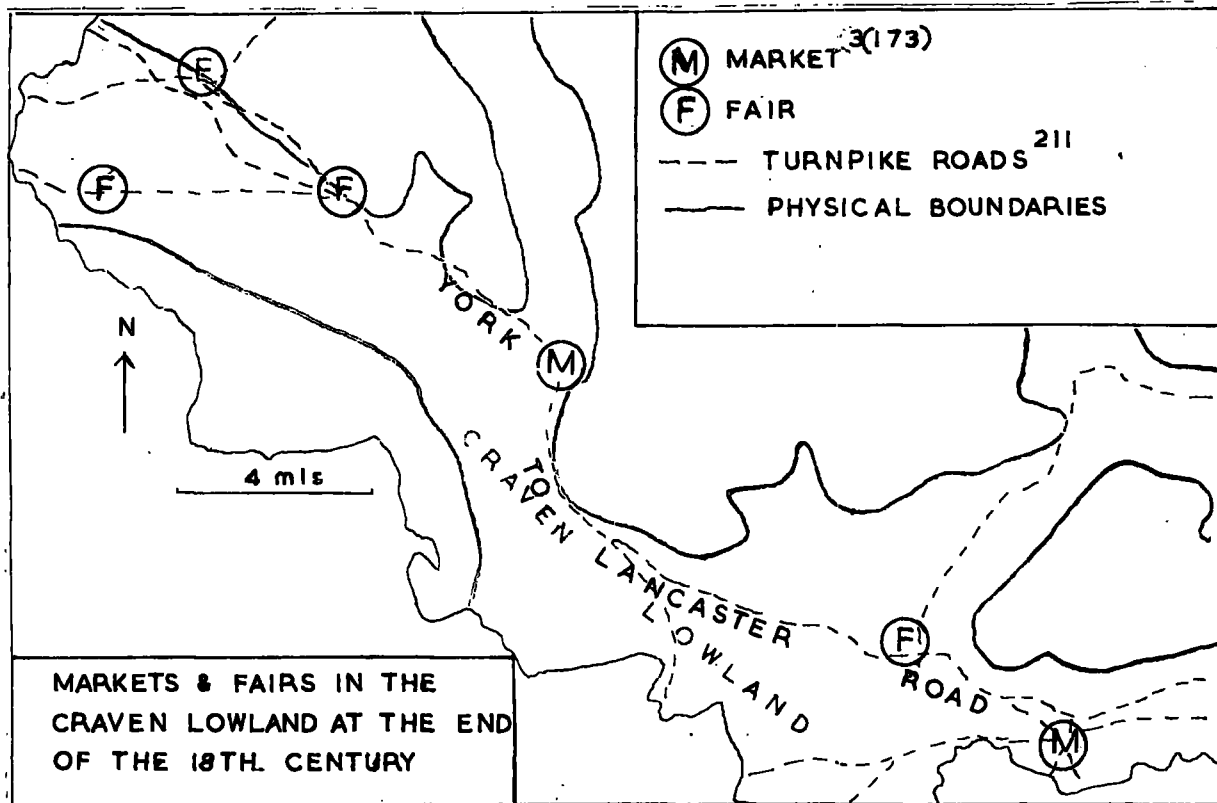 M MARKET 3(173)
F FAIR
TURNPIKE ROADS 211
PHYSICAL BOUNDARIES
F
F
F
YORK TO LANCASTER ROAD
M
N
4 mls
CRAVEN LOWLAND
F
M
MARKETS & FAIRS IN THE
CRAVEN LOWLAND AT THE END
OF THE 18TH. CENTURY